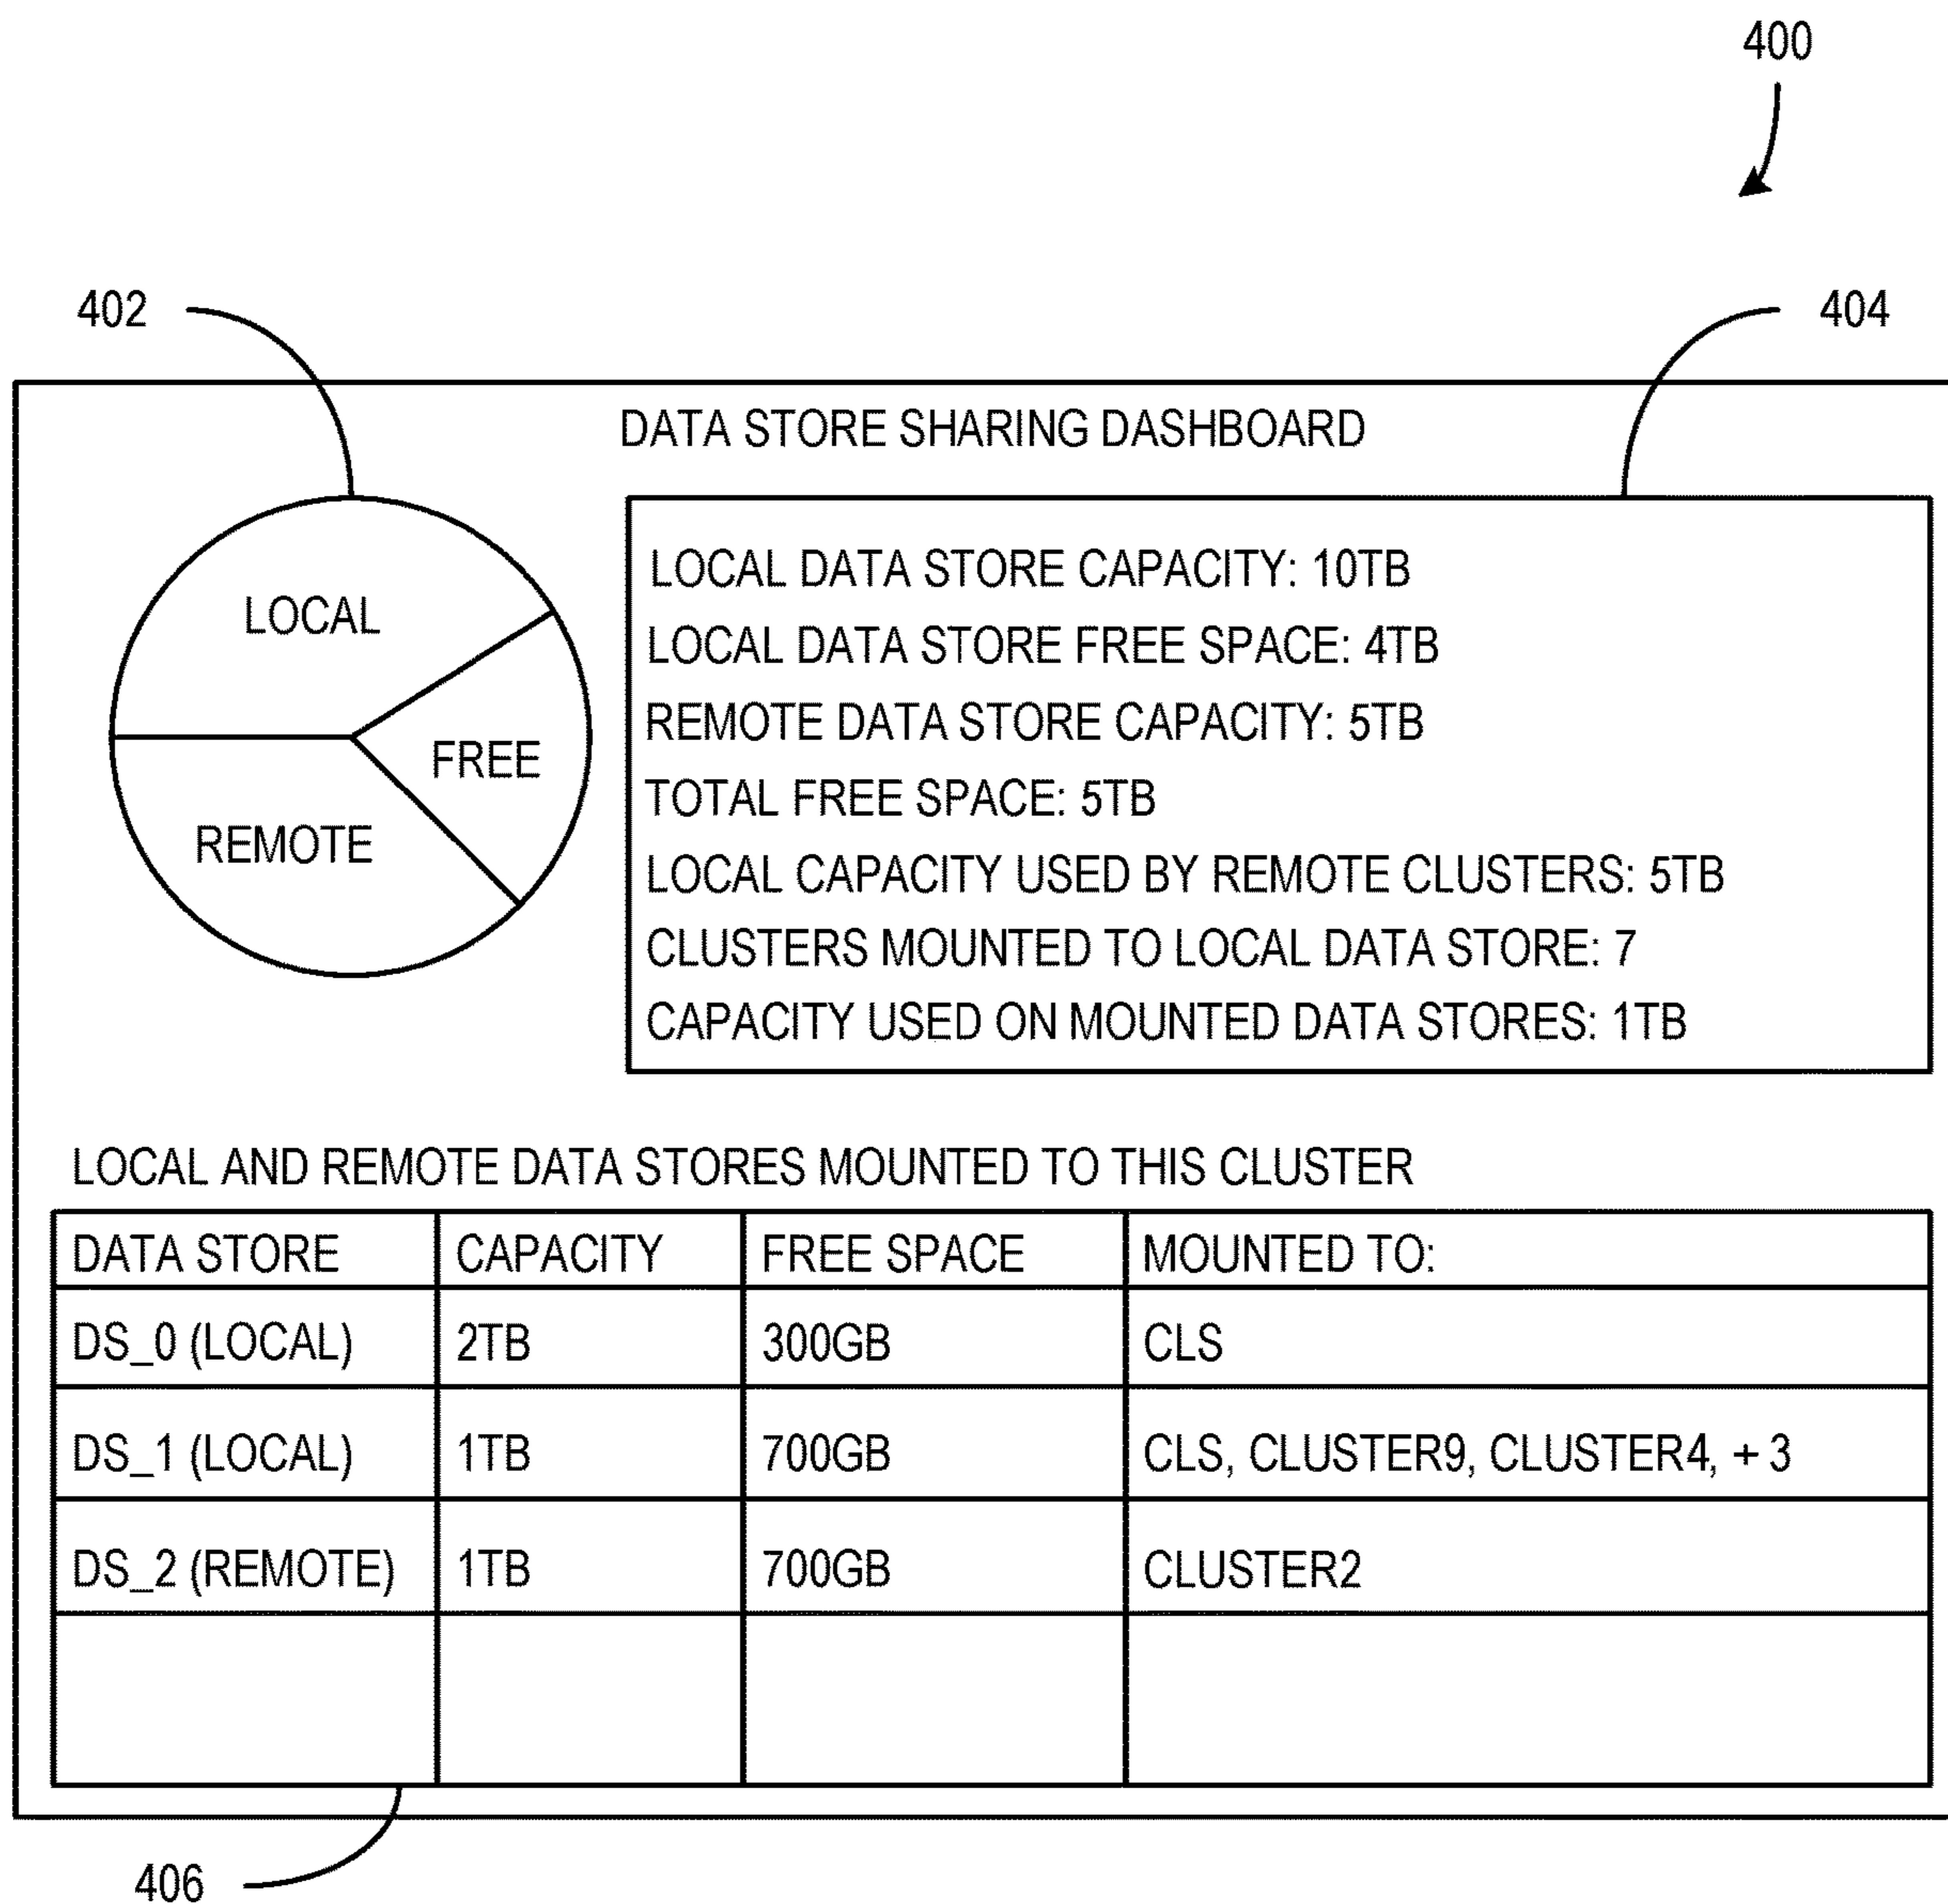 400
402
404
DATA STORE SHARING DASHBOARD
LOCAL
FREE
REMOTE
LOCAL DATA STORE CAPACITY: 10TB
LOCAL DATA STORE FREE SPACE: 4TB
REMOTE DATA STORE CAPACITY: 5TB
TOTAL FREE SPACE: 5TB
LOCAL CAPACITY USED BY REMOTE CLUSTERS: 5TB
CLUSTERS MOUNTED TO LOCAL DATA STORE: 7
CAPACITY USED ON MOUNTED DATA STORES: 1TB
LOCAL AND REMOTE DATA STORES MOUNTED TO THIS CLUSTER
DATA STORE CAPACITY FREE SPACE MOUNTED TO:
DS_0 (LOCAL) 2TB 300GB CLS
DS_1 (LOCAL) 1TB 700GB CLS, CLUSTER9, CLUSTER4, + 3
DS_2 (REMOTE) 1TB 700GB CLUSTER2
406